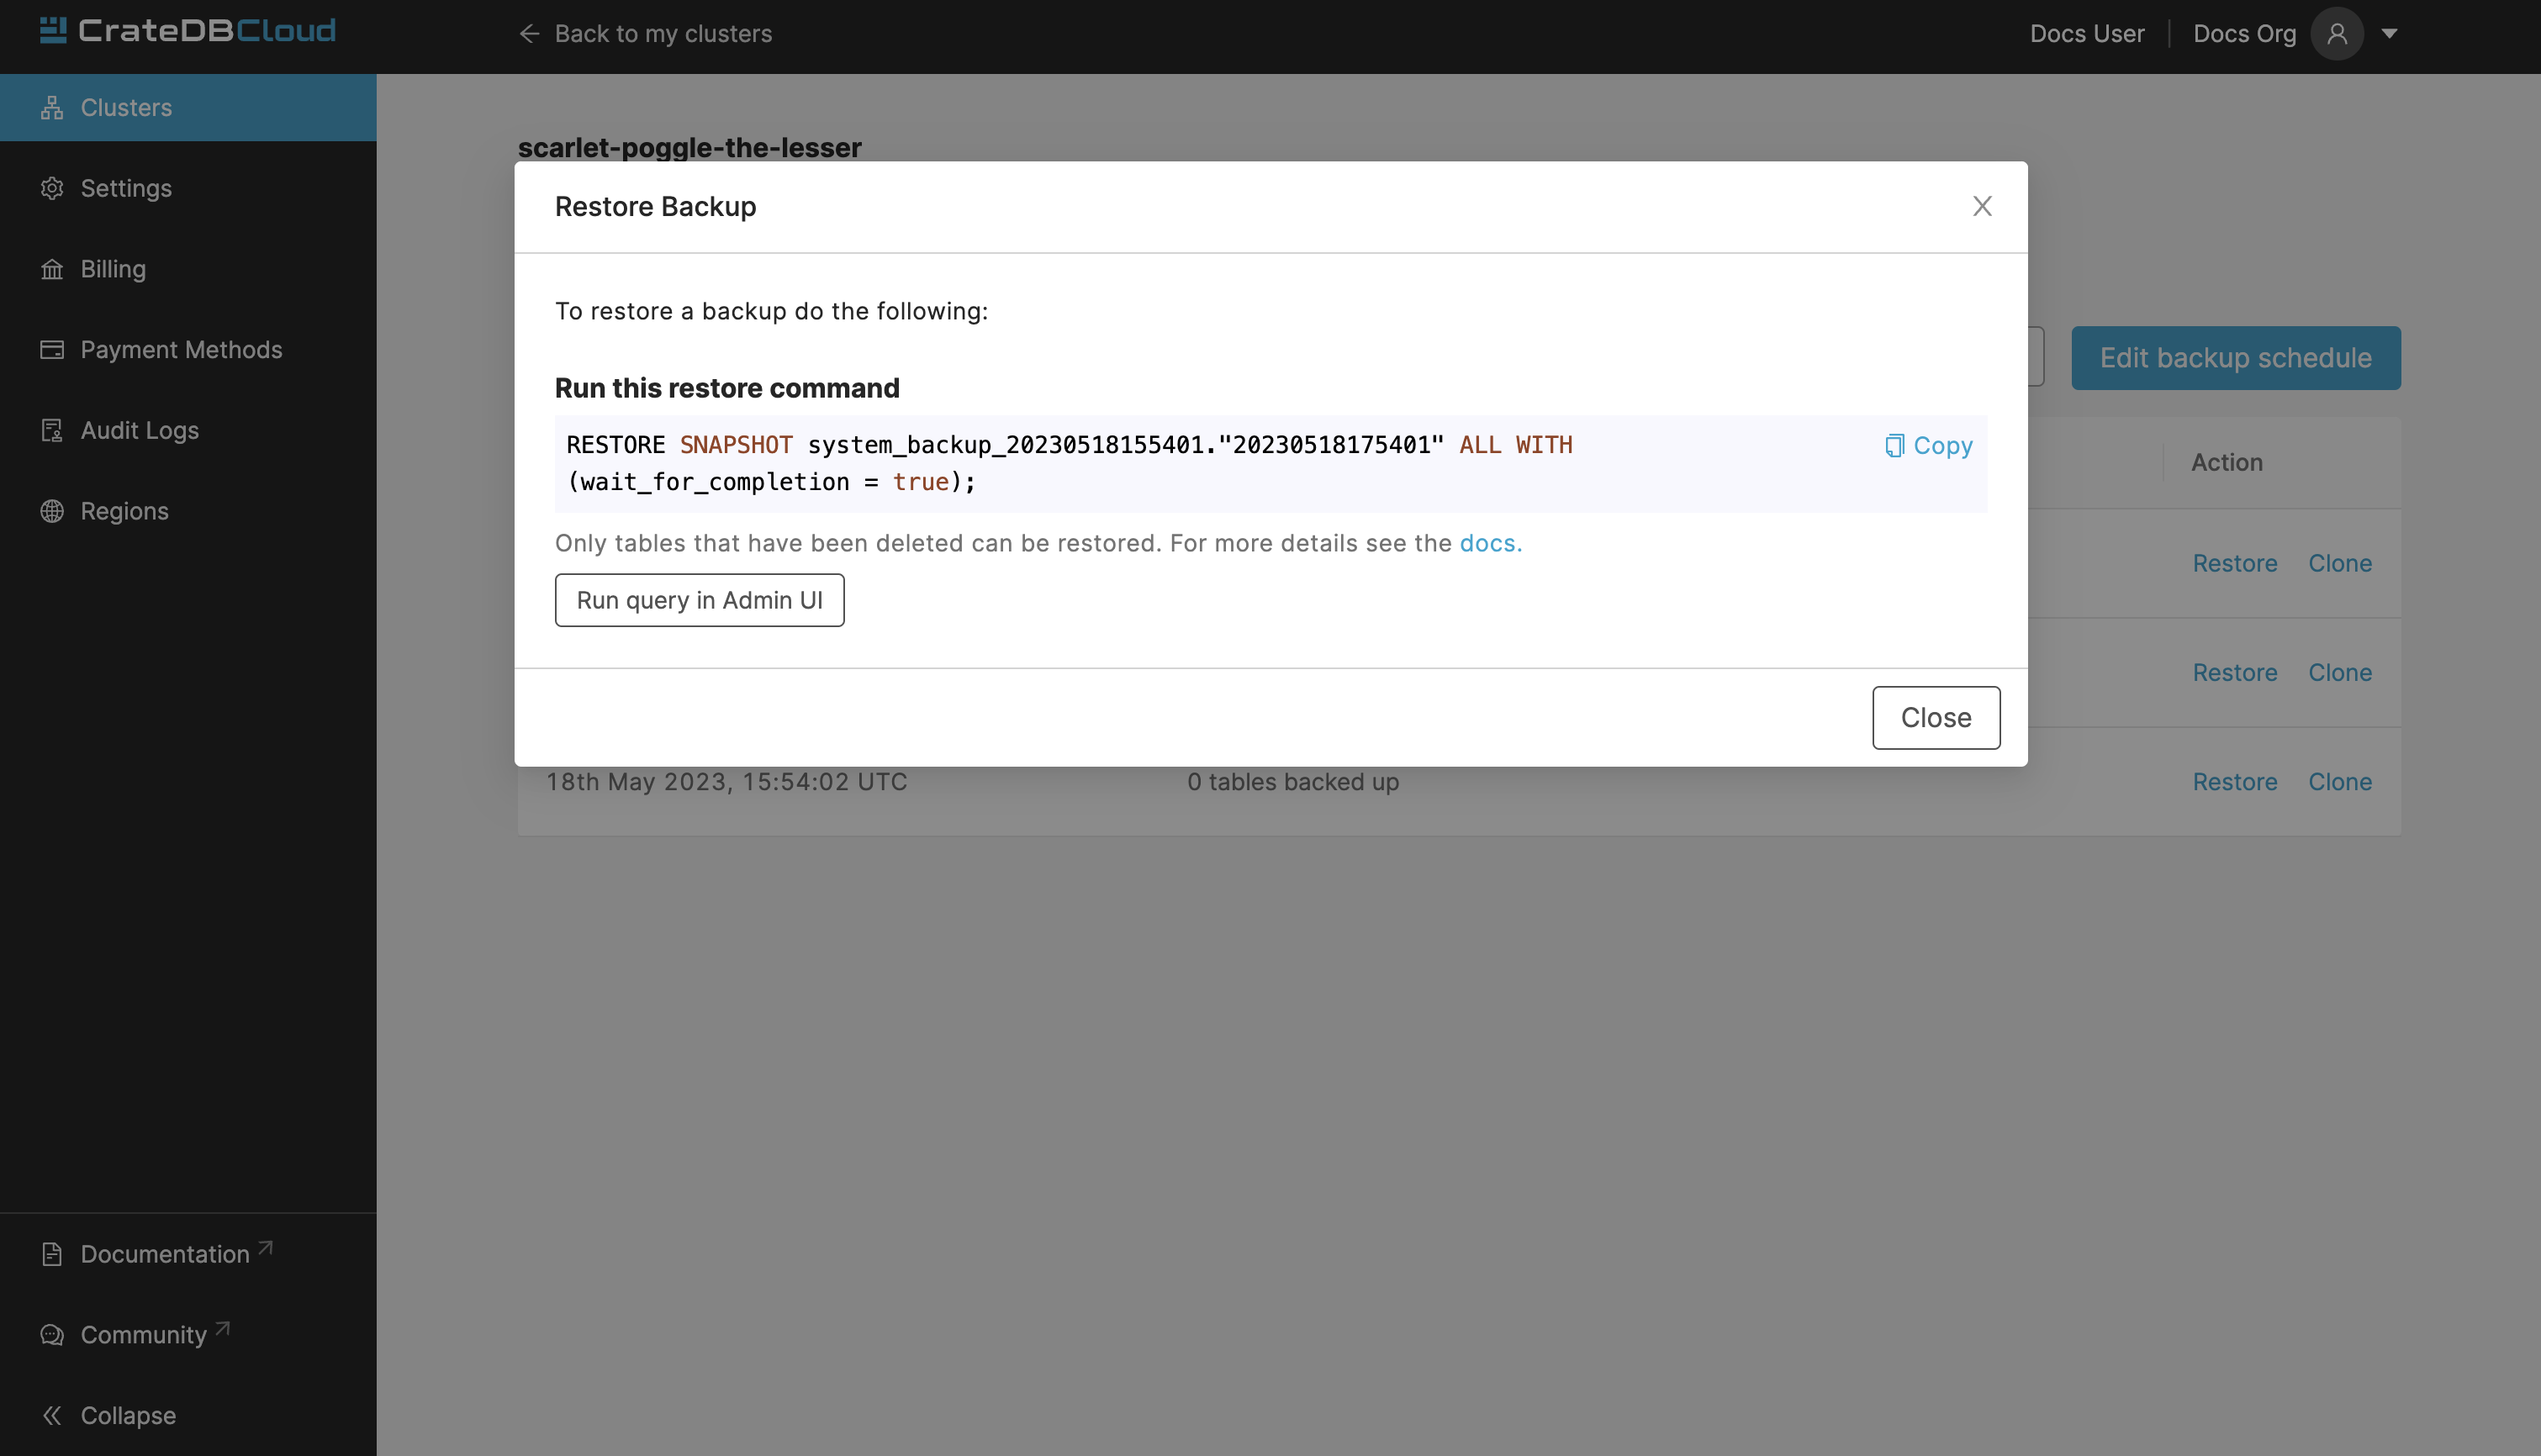 CrateDBCloud
Back to my clusters
Docs User
Docs Org
Clusters
Settings
Billing
Payment Methods
Audit Logs
Regions
Documentation
Community
Collapse
scarlet-poggle-the-lesser
Edit backup schedule
Action
Restore Clone
Restore Clone
18th May 2023, 15:54:02 UTC
0 tables backed up
Restore Clone
Restore Backup
To restore a backup do the following:
Run this restore command
RESTORE SNAPSHOT system_backup_20230518155401."20230518175401" ALL WITH
(wait_for_completion = true);
Copy
Only tables that have been deleted can be restored. For more details see the docs.
Run query in Admin UI
Close